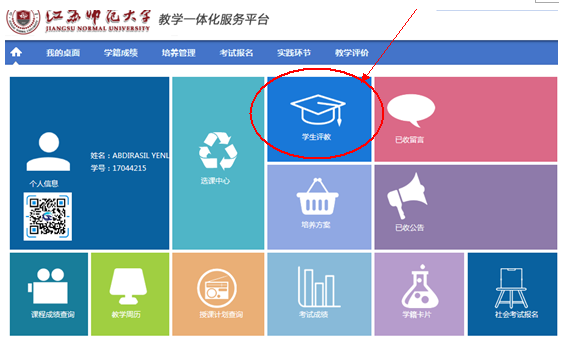 江苏师范大学 教学一体化服务平台
JIANGSU NORMAL UNIVERSITY
我的桌面 学籍成绩 培养管理 考试报名 实践环节 教学评价
学生评教
已收留言
姓名：ABDIRASIL YENL
学号：17044215
选课中心
个人信息
培养方案
已收公告
课程成绩查询
教学简历
授课计划查询
考试成绩
学籍卡片
社会考试报名